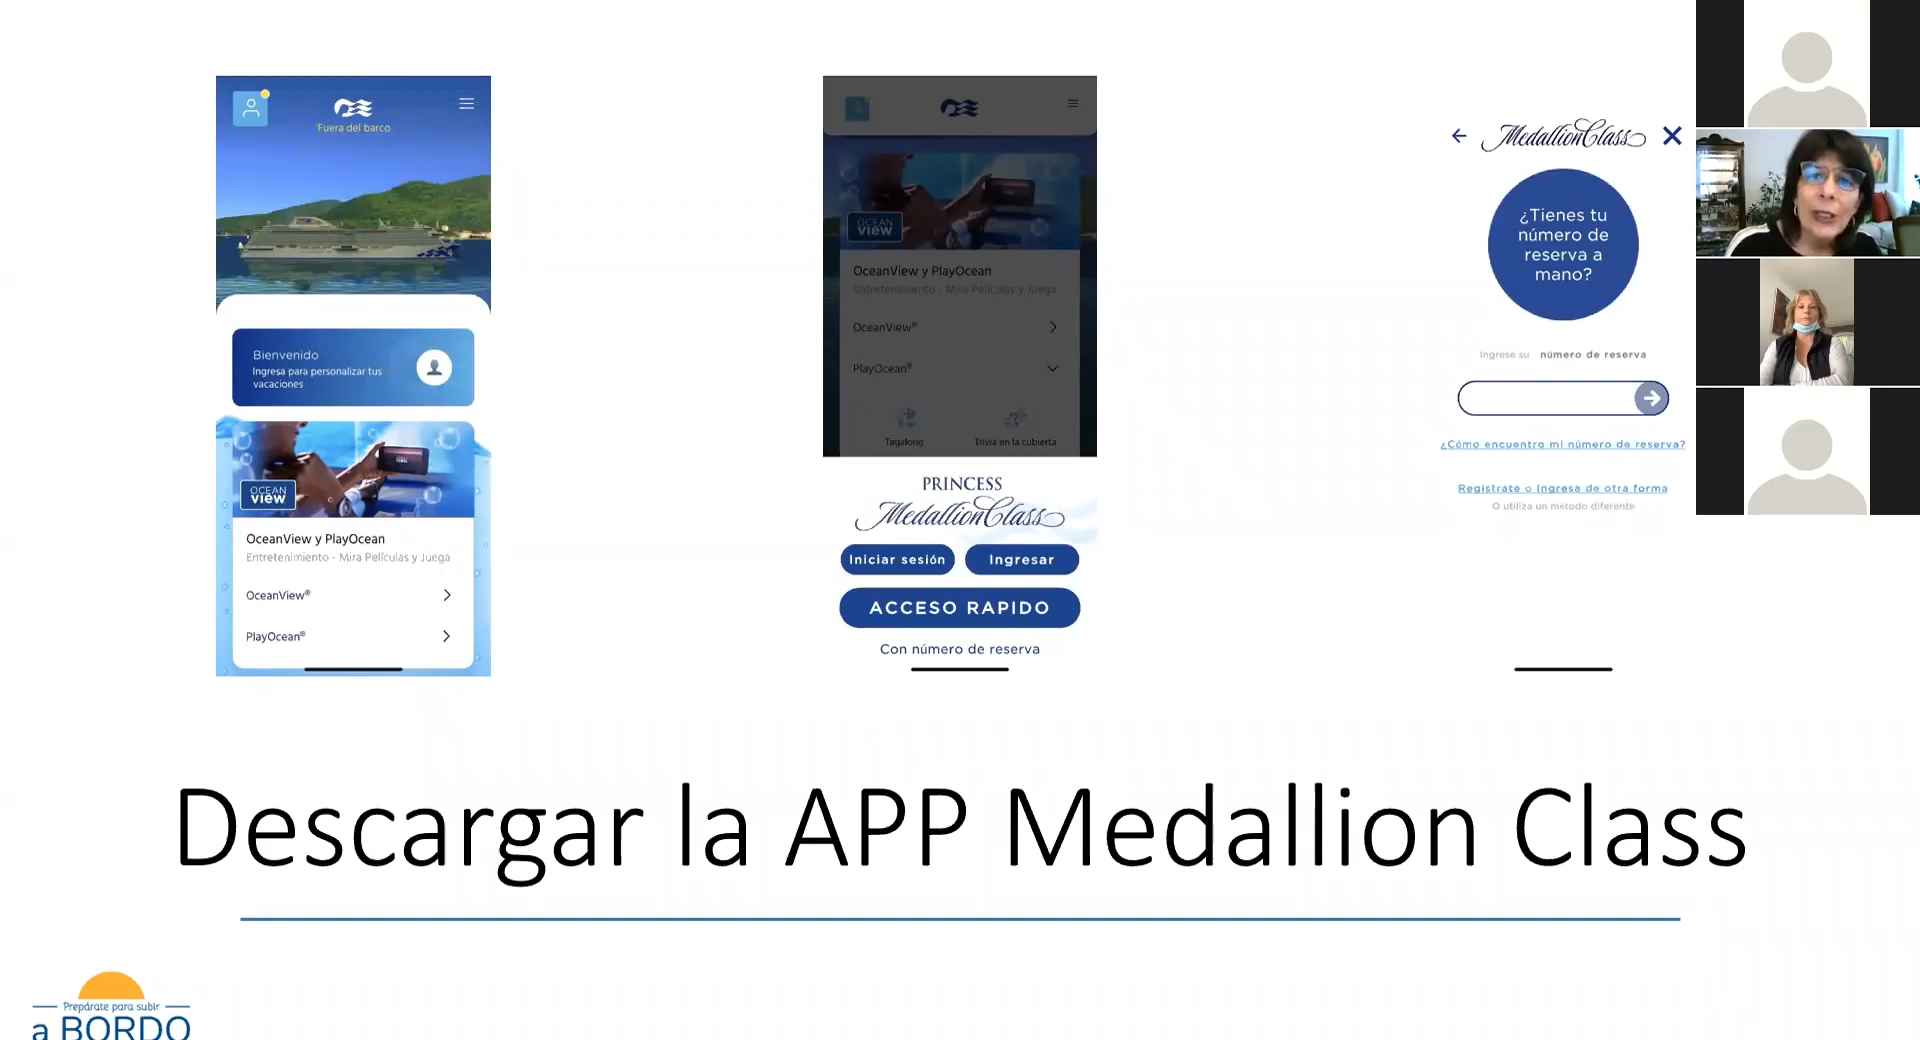 'Fuera del barco
Bienvenido
Ingresa para personalizar tus
vacaciones
OCEAN
view
OceanView y PlayOcean
Entretenimiento - Mira Películas y Juega
OceanView®
PlayOcean®
OCEAN
view
OceanView y PlayOcean
Entretenimiento - Mira Películas y Juega
OceanView®
PlayOcean®
Tagalong
Trivia en la cubierta
PRINCESS
MedallionClass
Iniciar sesión
Ingresar
ACCESO RAPIDO
Con número de reserva
MedallionClass
¿Tienes tu
número de
reserva a
mano?
Ingrese su número de reserva
¿Cómo encuentro mi número de reserva?
Registrate o Ingresa de otra forma
O utiliza un método diferente
Descargar la APP Medallion Class
Prepárate para subir
a BORDO